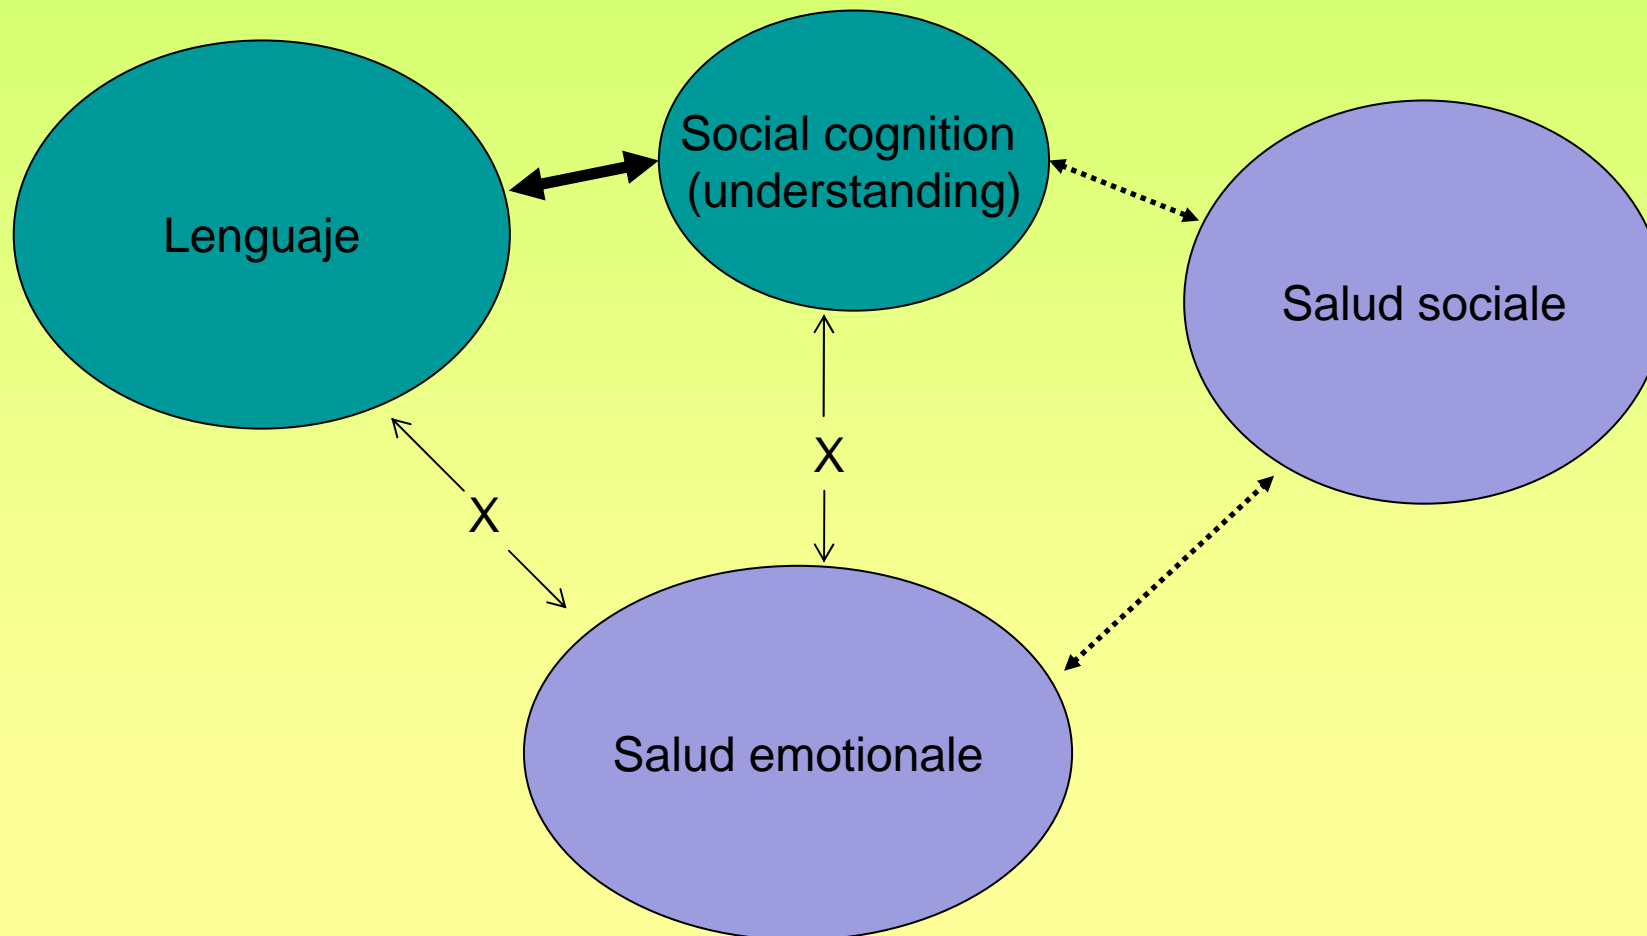 Social cognition
(understanding)
Lenguaje
Salud sociale
X
X
Salud emotionale